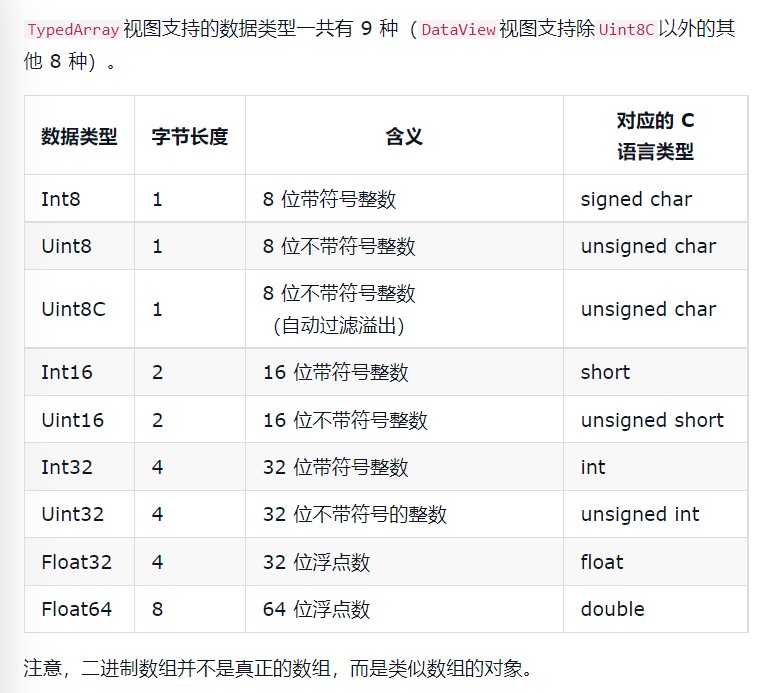 TypedArray视图支持的数据类型一共有 9 种（DataView视图支持除Uint8C以外的其
他 8 种）。
数据类型 字节长度 含义 对应的 C
语言类型
Int8 1 8 位带符号整数 signed char
Uint8 1 8 位不带符号整数 unsigned char
Uint8C 1 8 位不带符号整数
（自动过滤溢出） unsigned char
Int16 2 16 位带符号整数 short
Uint16 2 16 位不带符号整数 unsigned short
Int32 4 32 位带符号整数 int
Uint32 4 32 位不带符号的整数 unsigned int
Float32 4 32 位浮点数 float
Float64 8 64 位浮点数 double
注意，二进制数组并不是真正的数组，而是类似数组的对象。